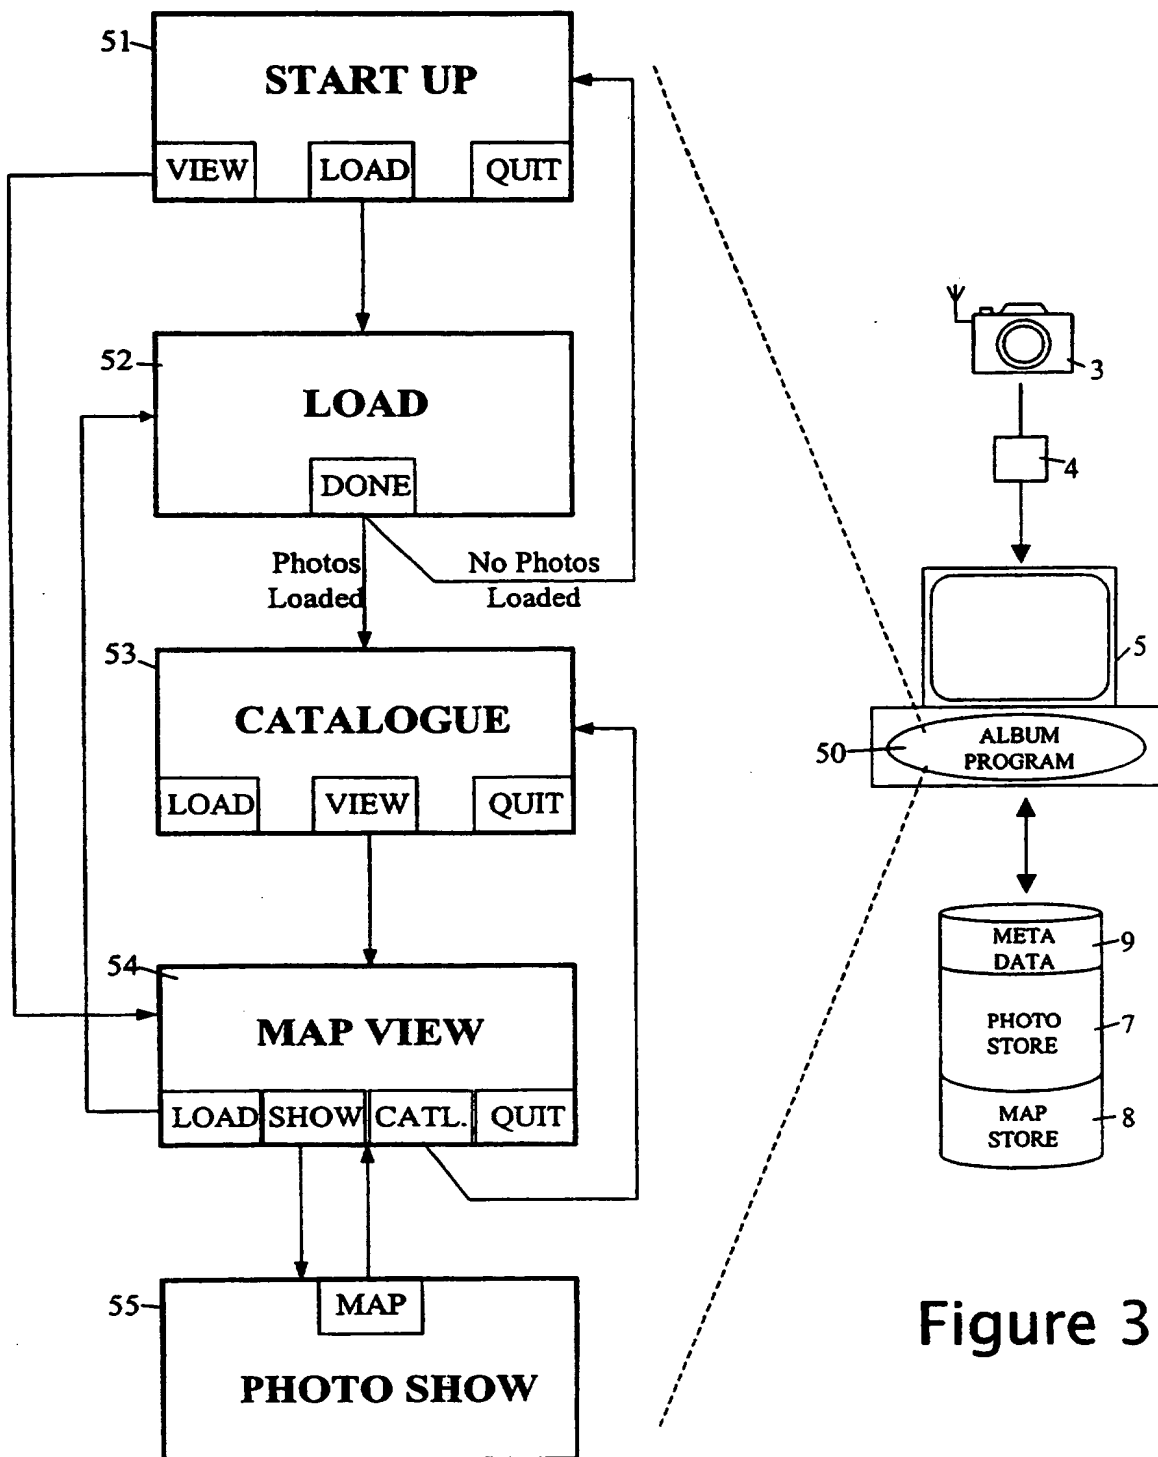 51
START UP
VIEW LOAD QUIT
52
LOAD
DONE
Photos
Loaded
No Photos
Loaded
53
CATALOGUE
LOAD VIEW QUIT
54
MAP VIEW
LOAD SHOW CATL. QUIT
55
MAP
PHOTO SHOW
3
4
5
50
ALBUM
PROGRAM
META
DATA
9
PHOTO
STORE
7
MAP
STORE
8
Figure 3